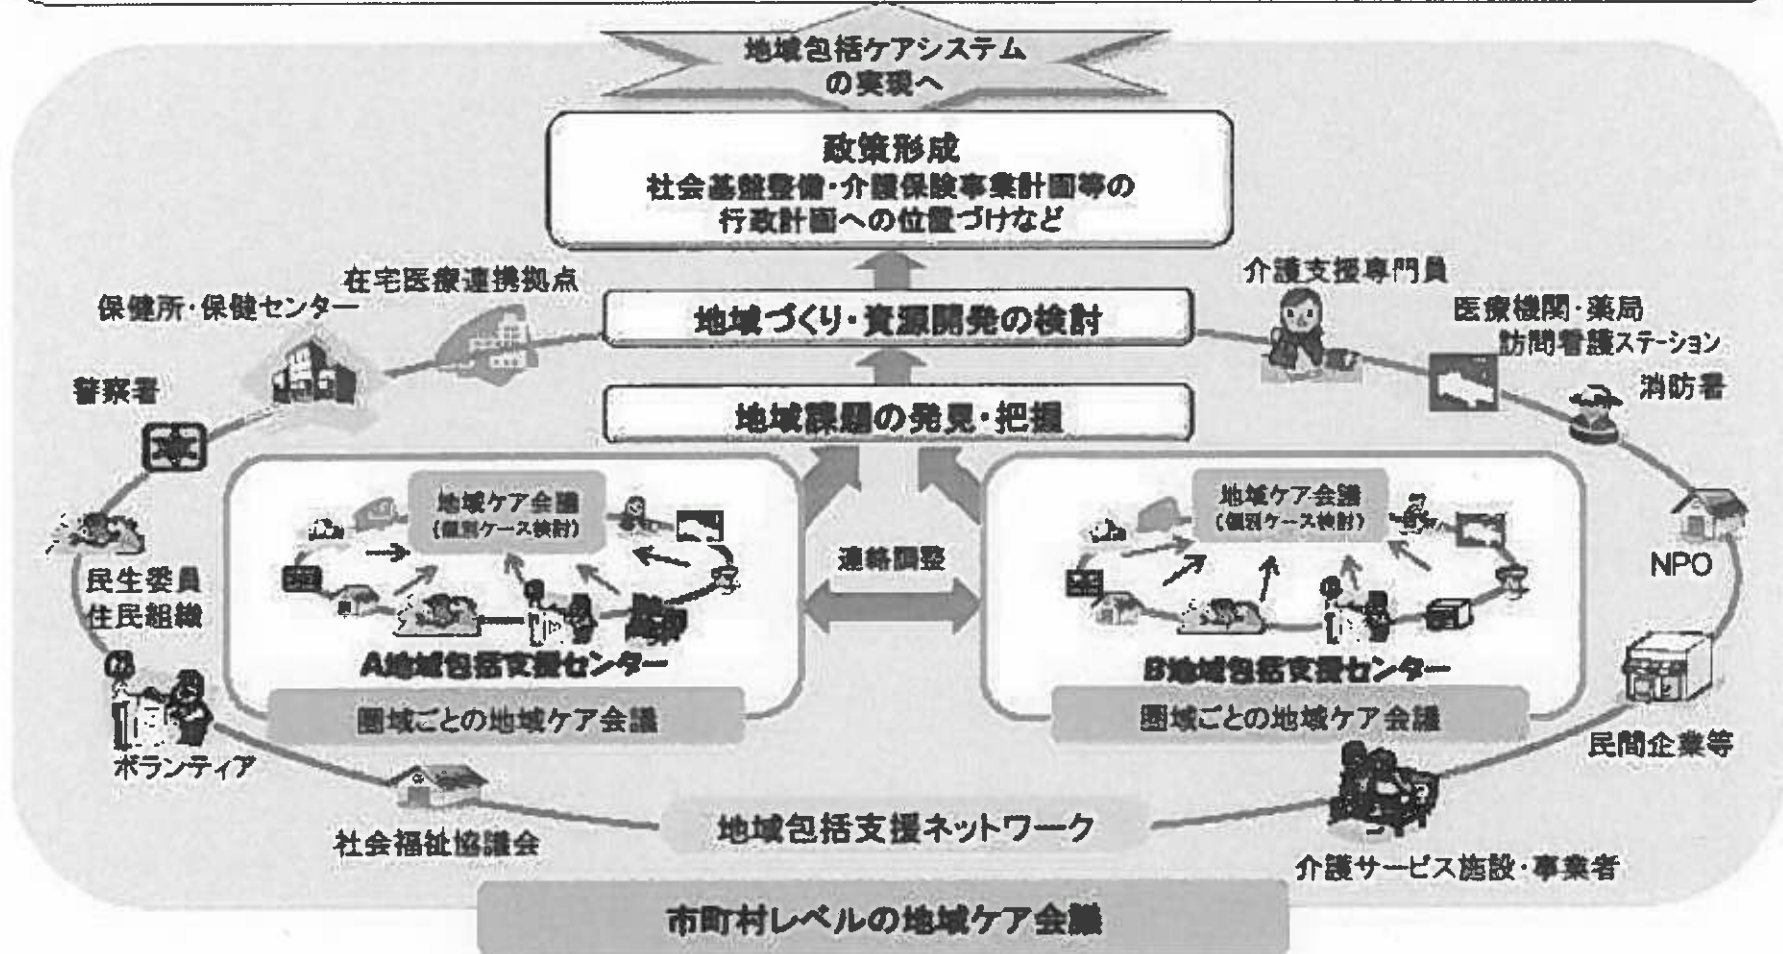 地域包括ケアシステム
の実現へ
政策形成
社会基盤整備・介護保険事業計画等の
行政計画への位置づけなど
在宅医療連携拠点
保健所・保健センター
介護支援専門員
医療機関・薬局
訪問看護ステーション
地域づくり・資源開発の検討
警察署
消防署
地域課題の発見・把握
地域ケア会議
(個別ケース検討)
地域ケア会議
(個別ケース検討)
連絡調整
民生委員
住民組織
NPO
A地域包括支援センター
B地域包括支援センター
圏域ごとの地域ケア会議
圏域ごとの地域ケア会議
ボランティア
民間企業等
社会福祉協議会
地域包括支援ネットワーク
介護サービス施設・事業者
市町村レベルの地域ケア会議